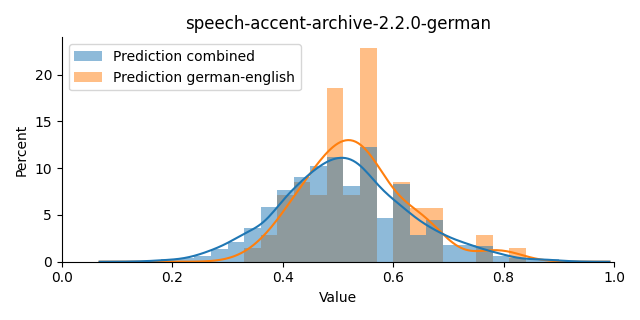 speech-accent-archive-2.2.0-german
Prediction combined
Prediction german-english
Percent
20
15
10
5
0
0.0 0.2 0.4 0.6 0.8 1.0
Value